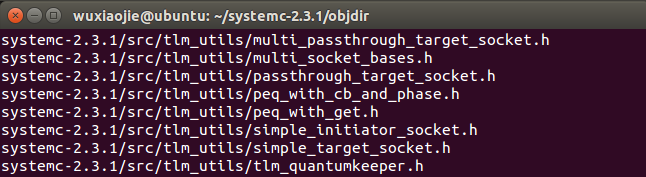 wuxiaojie@ubuntu: ~/systemc-2.3.1/objdir
systemc-2.3.1/src/tlm_utils/multi_passthrough_target_socket.h
systemc-2.3.1/src/tlm_utils/multi_socket_bases.h
systemc-2.3.1/src/tlm_utils/passthrough_target_socket.h
systemc-2.3.1/src/tlm_utils/peq_with_cb_and_phase.h
systemc-2.3.1/src/tlm_utils/peq_with_get.h
systemc-2.3.1/src/tlm_utils/simple_initiator_socket.h
systemc-2.3.1/src/tlm_utils/simple_target_socket.h
systemc-2.3.1/src/tlm_utils/tlm_quantumkeeper.h